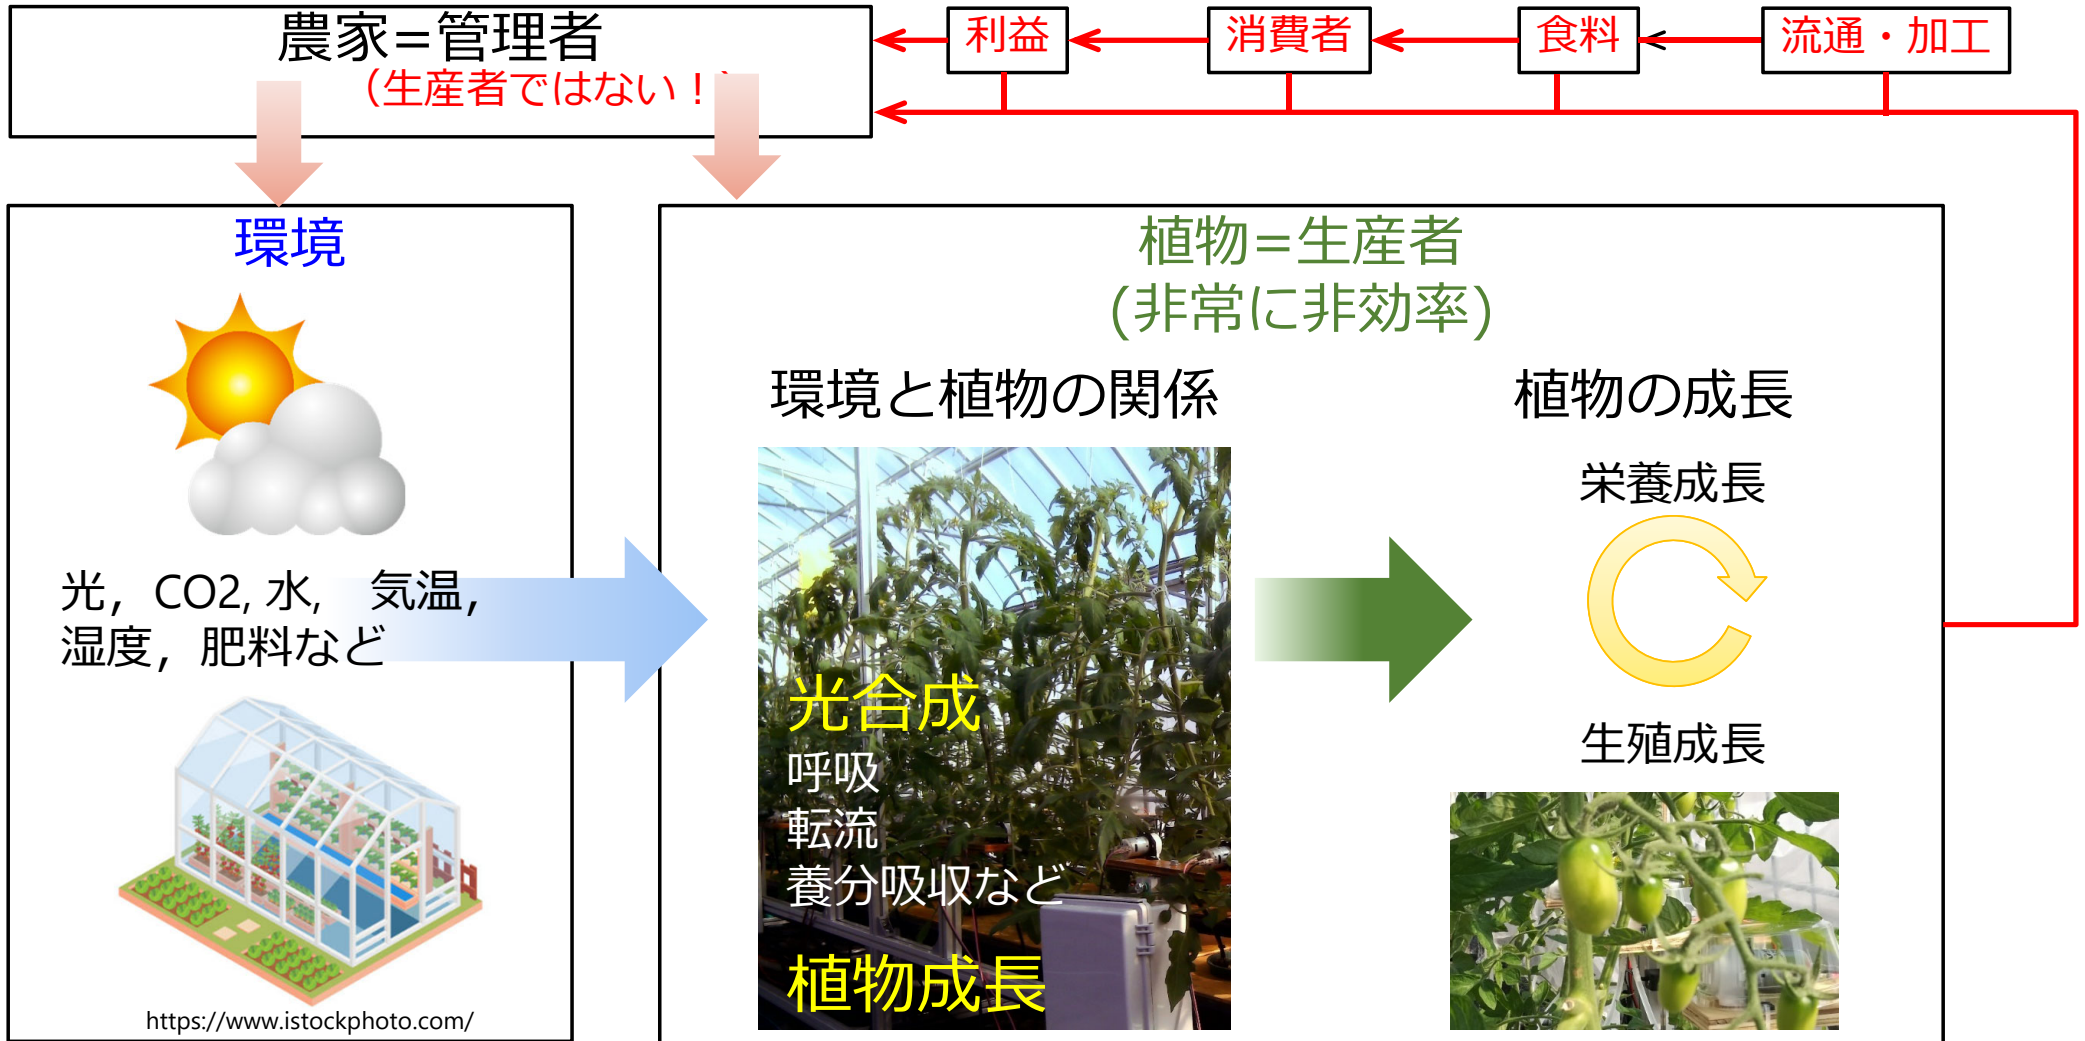 農家=管理者
（生産者ではない！）
利益
消費者
食料
流通・加工
環境
光，CO2, 水,　気温，
湿度，肥料など
https://www.istockphoto.com/
植物=生産者
(非常に非効率)
環境と植物の関係
光合成
呼吸
転流
養分吸収など
植物成長
植物の成長
栄養成長
生殖成長